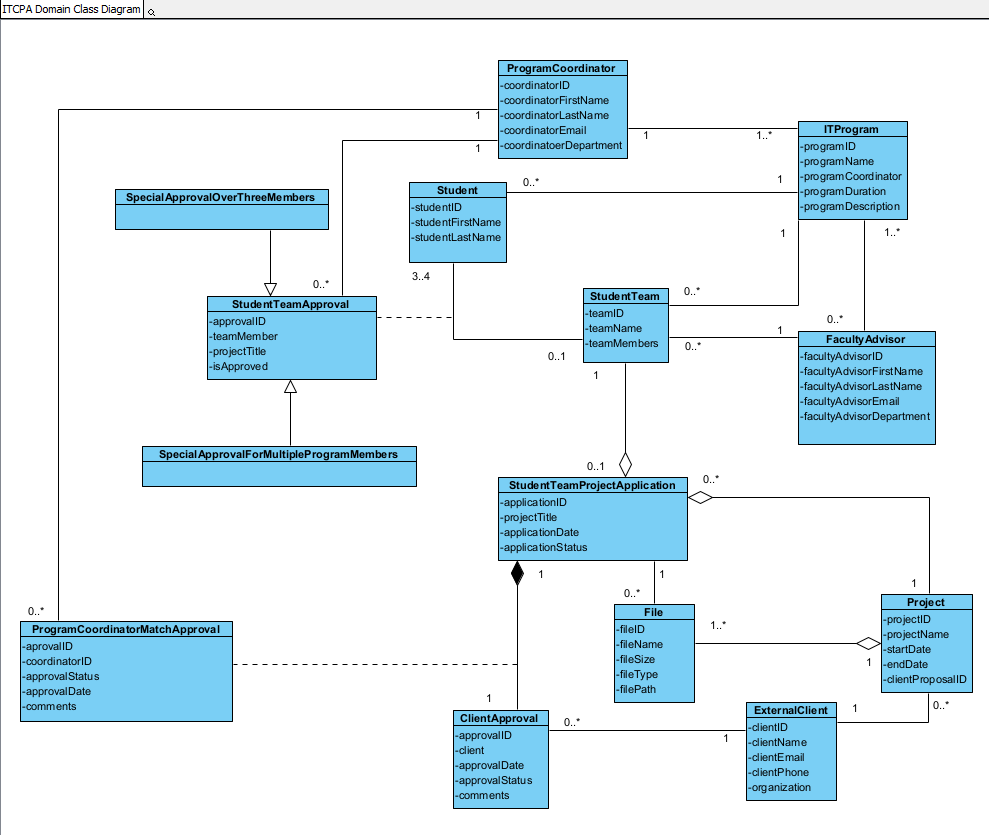 ITCPA Domain Class Diagram
ProgramCoordinator
-coordinatorID
-coordinatorFirstName
-coordinatorLastName
-coordinatorEmail
-coordinatoerDepartment
1
1
1
1..*
ITProgram
-programID
-programName
-programCoordinator
-programDuration
-programDescription
Student
-studentID
-studentFirstName
-studentLastName
0..*
1
1
1..*
3..4
SpecialApprovalOverThreeMembers
0..*
StudentTeamApproval
-approvalID
-teamMember
-projectTitle
-isApproved
StudentTeam
-teamID
-teamName
-teamMembers
0..*
0..*
1
0..*
0..1
1
FacultyAdvisor
-facultyAdvisorID
-facultyAdvisorFirstName
-facultyAdvisorLastName
-facultyAdvisorEmail
-facultyAdvisorDepartment
SpecialApprovalForMultipleProgramMembers
0..1
0..*
StudentTeamProjectApplication
-applicationID
-projectTitle
-applicationDate
-applicationStatus
1
1
0..*
1
File
-fileID
-fileName
-fileSize
-fileType
-filePath
1..*
1
Project
-projectID
-projectName
-startDate
-endDate
-clientProposalID
0..*
0..*
ProgramCoordinatorMatchApproval
-aprovalID
-coordinatorID
-approvalStatus
-approvalDate
-comments
1
ClientApproval
-approvalID
-client
-approvalDate
-approvalStatus
-comments
0..*
1
1
ExternalClient
-clientID
-clientName
-clientEmail
-clientPhone
-organization